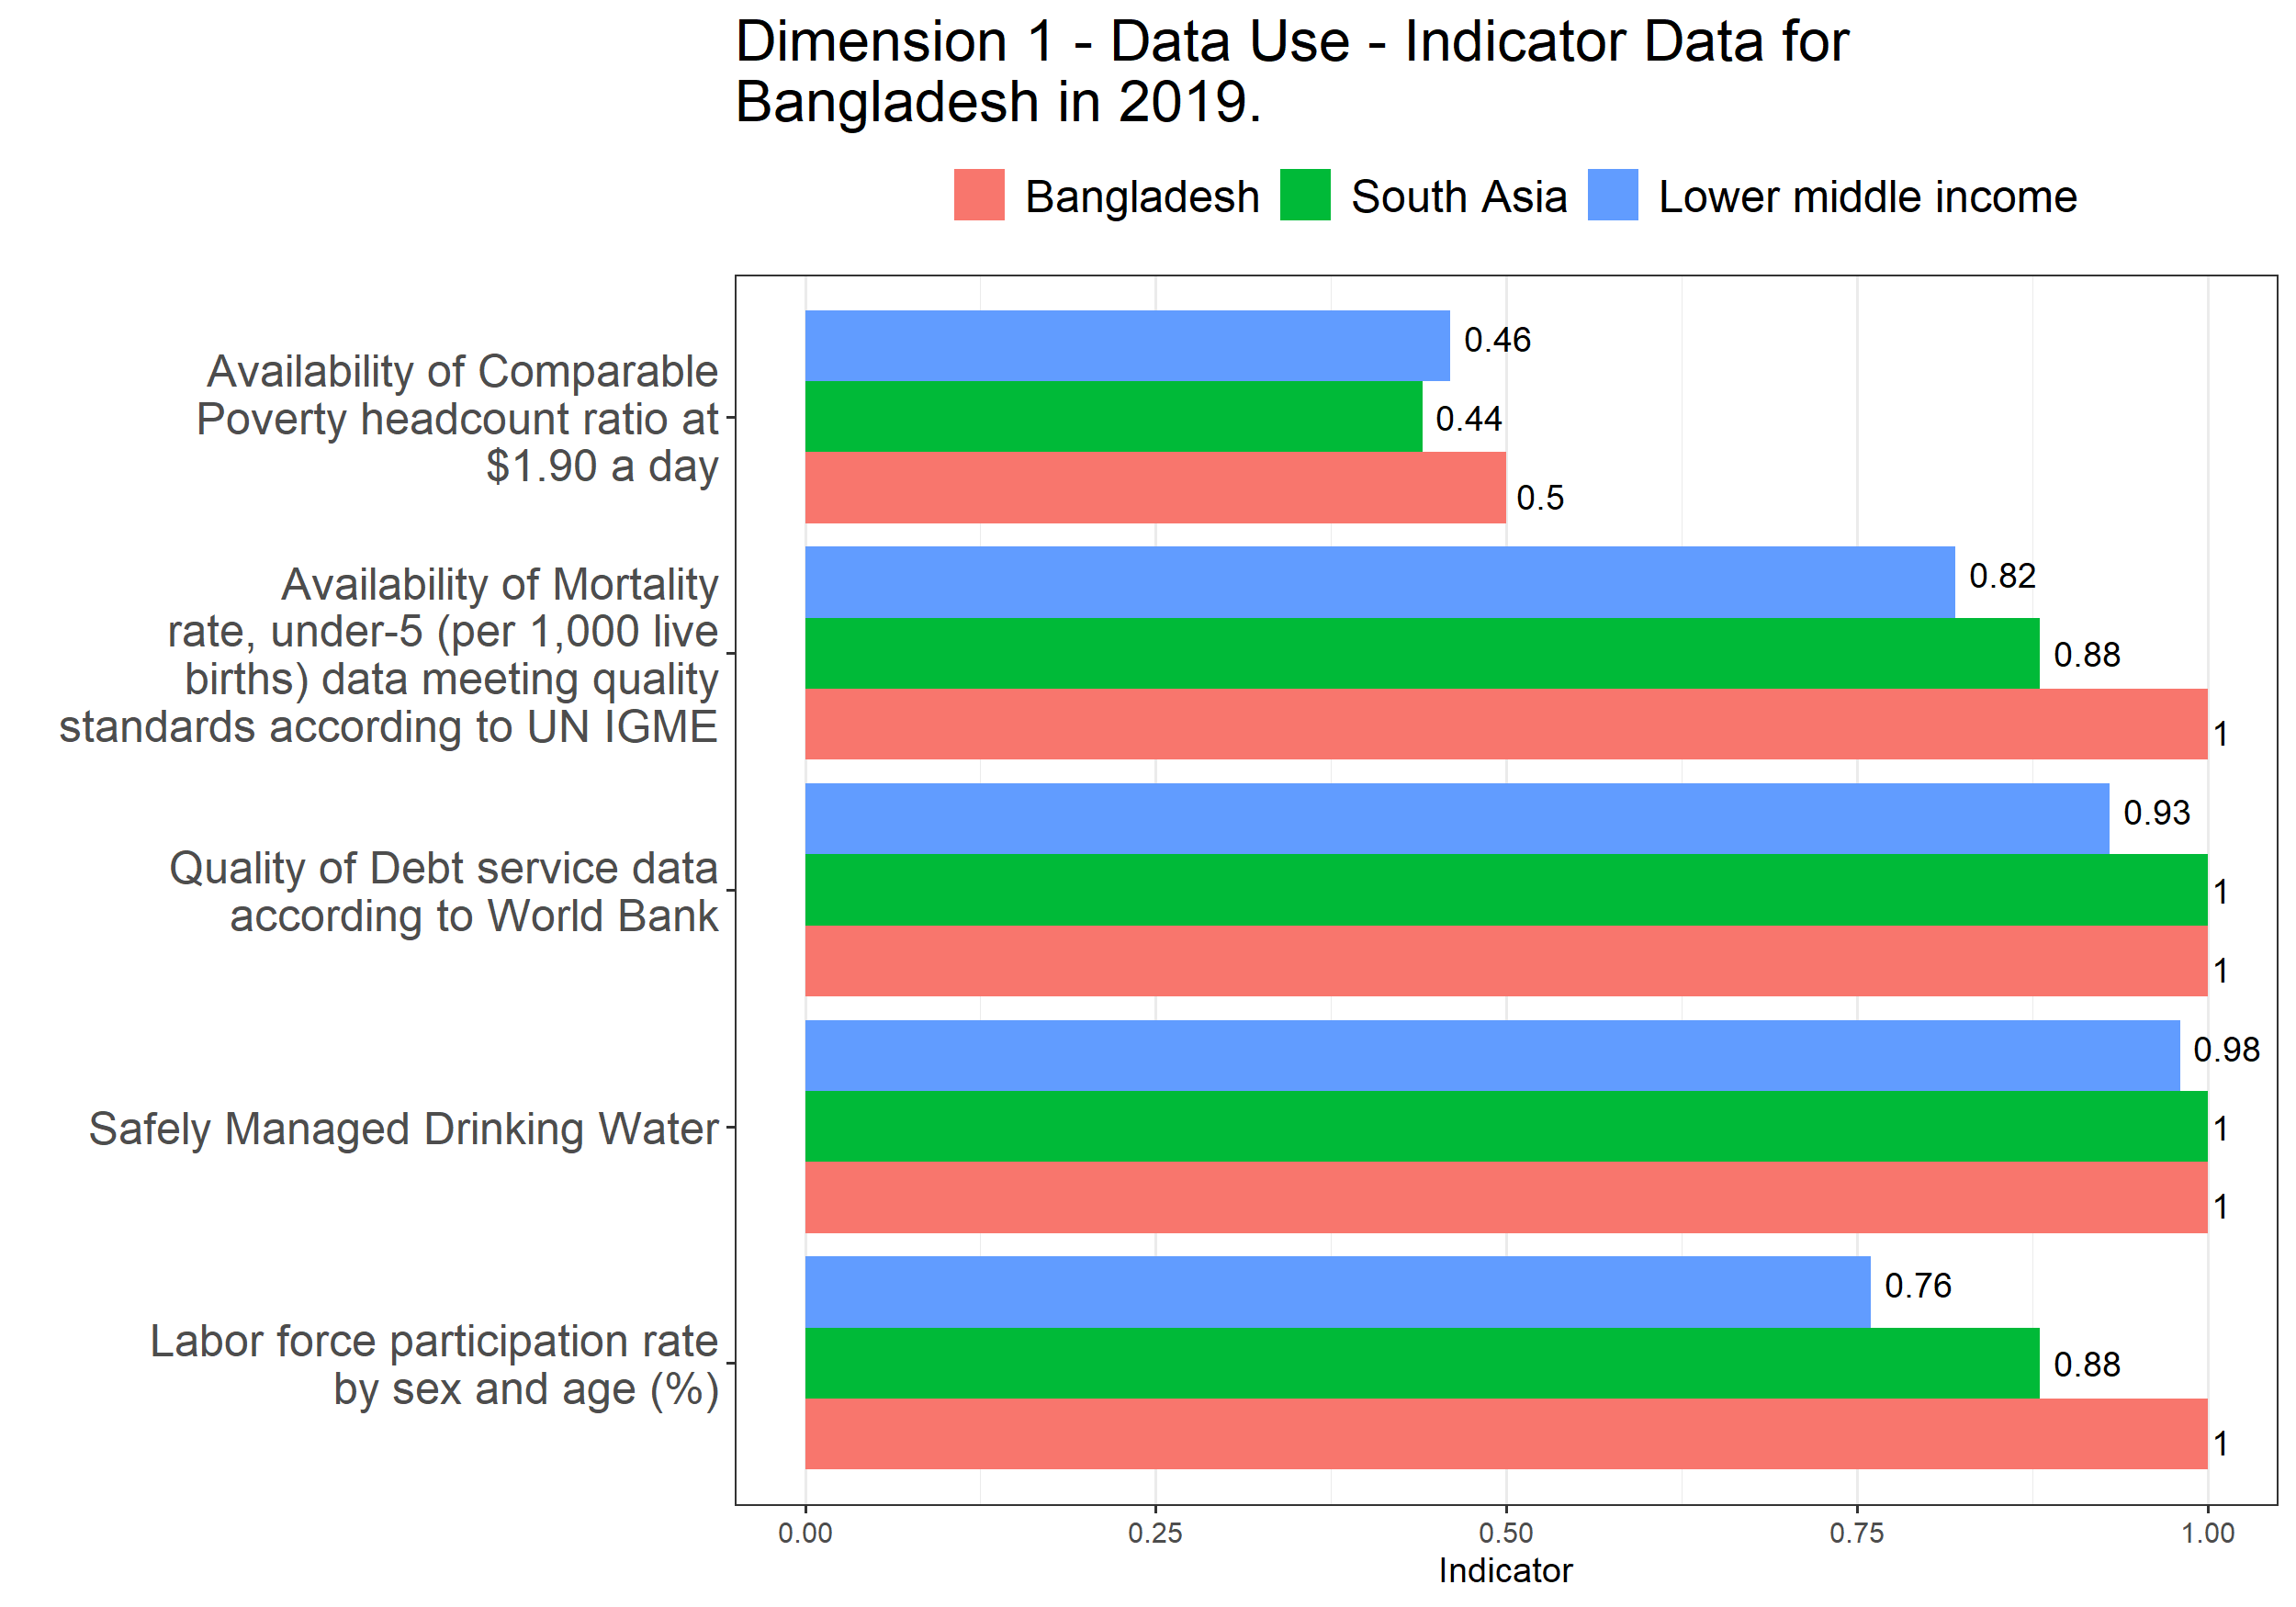 Dimension 1 - Data Use - Indicator Data for
Bangladesh in 2019.
Bangladesh South Asia Lower middle income
Availability of Comparable
Poverty headcount ratio at
$1.90 a day
0.46
0.44
0.5
Availability of Mortality
rate, under-5 (per 1,000 live
births) data meeting quality
standards according to UN IGME
0.82
0.88
1
Quality of Debt service data
according to World Bank
0.93
1
1
Safely Managed Drinking Water
0.98
1
1
Labor force participation rate
by sex and age (%)
0.76
0.88
1
0.00 0.25 0.50 0.75 1.00
Indicator